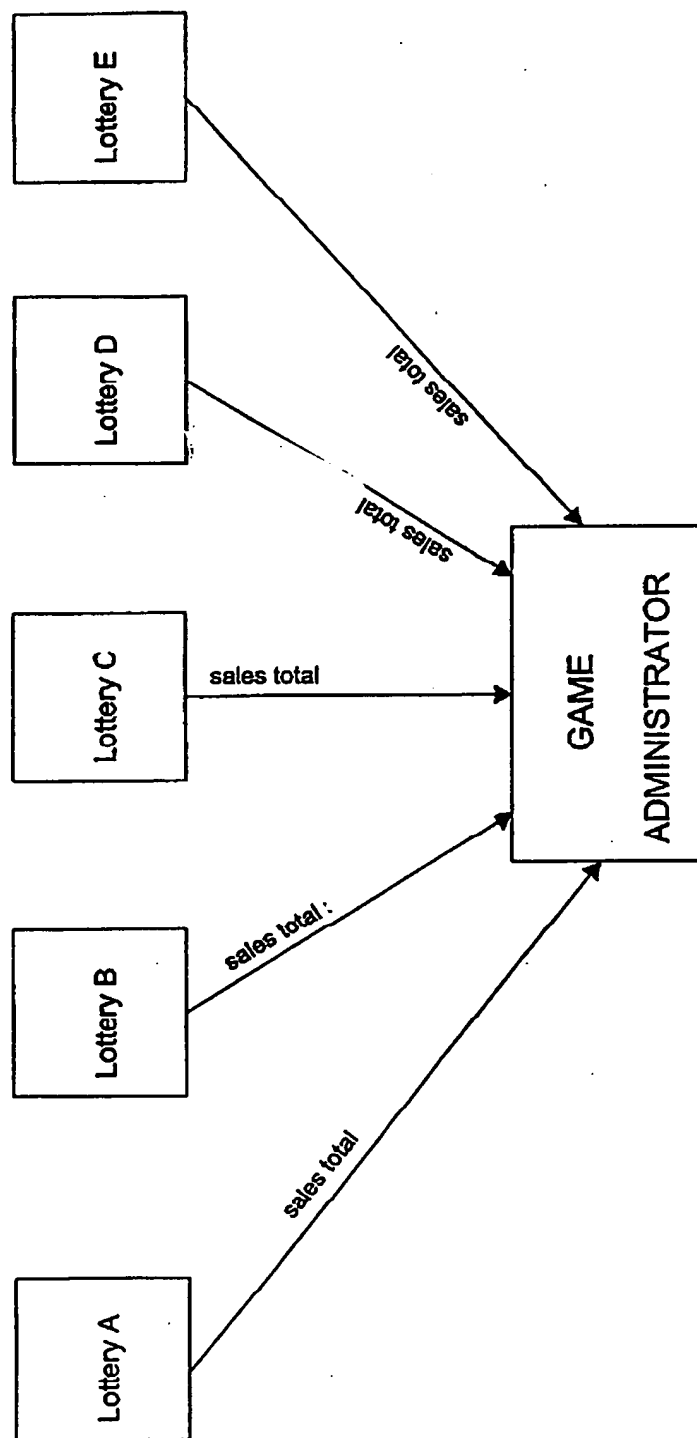 Lottery A
Lottery B
Lottery C
Lottery D
Lottery E
sales total
sales total :
sales total
sales total
sales total
GAME
ADMINISTRATOR